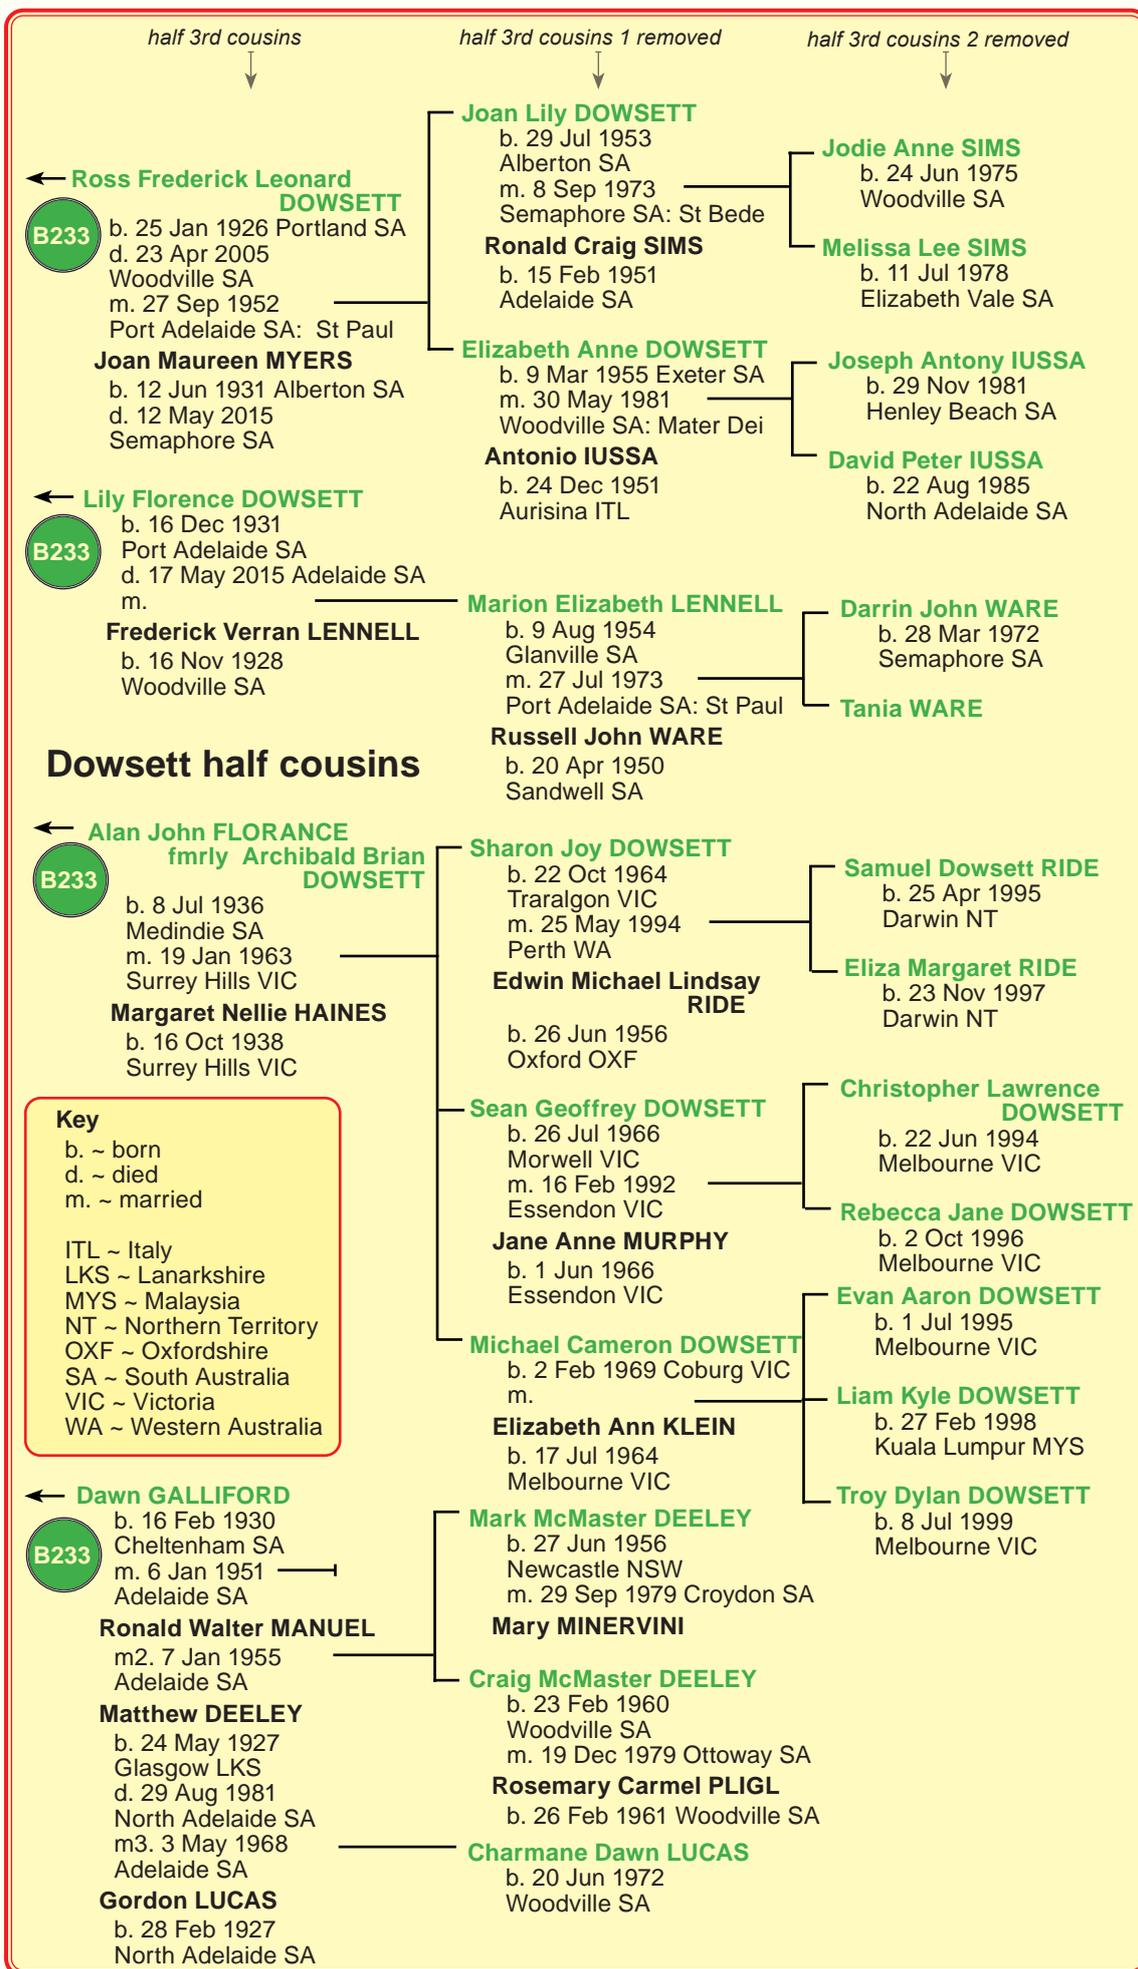 half 3rd cousins
half 3rd cousins 1 removed
half 3rd cousins 2 removed
Ross Frederick Leonard
DOWSETT
B233
b. 25 Jan 1926 Portland SA
d. 23 Apr 2005
Woodville SA
m. 27 Sep 1952
Port Adelaide SA: St Paul
Joan Maureen MYERS
b. 12 Jun 1931 Alberton SA
d. 12 May 2015
Semaphore SA
Joan Lily DOWSETT
b. 29 Jul 1953
Alberton SA
m. 8 Sep 1973
Semaphore SA: St Bede
Ronald Craig SIMS
b. 15 Feb 1951
Adelaide SA
Jodie Anne SIMS
b. 24 Jun 1975
Woodville SA
Melissa Lee SIMS
b. 11 Jul 1978
Elizabeth Vale SA
Elizabeth Anne DOWSETT
b. 9 Mar 1955 Exeter SA
m. 30 May 1981
Woodville SA: Mater Dei
Antonio IUSSA
b. 24 Dec 1951
Aurisina ITL
Joseph Antony IUSSA
b. 29 Nov 1981
Henley Beach SA
David Peter IUSSA
b. 22 Aug 1985
North Adelaide SA
Lily Florence DOWSETT
B233
b. 16 Dec 1931
Port Adelaide SA
d. 17 May 2015 Adelaide SA
m.
Frederick Verran LENNELL
b. 16 Nov 1928
Woodville SA
Marion Elizabeth LENNELL
b. 9 Aug 1954
Glanville SA
m. 27 Jul 1973
Port Adelaide SA: St Paul
Russell John WARE
b. 20 Apr 1950
Sandwell SA
Darrin John WARE
b. 28 Mar 1972
Semaphore SA
Tania WARE
Dowsett half cousins
Alan John FLORANCE
fmrly Archibald Brian
DOWSETT
B233
b. 8 Jul 1936
Medindie SA
m. 19 Jan 1963
Surrey Hills VIC
Margaret Nellie HAINES
b. 16 Oct 1938
Surrey Hills VIC
Sharon Joy DOWSETT
b. 22 Oct 1964
Traralgon VIC
m. 25 May 1994
Perth WA
Edwin Michael Lindsay
RIDE
b. 26 Jun 1956
Oxford OXF
Samuel Dowsett RIDE
b. 25 Apr 1995
Darwin NT
Eliza Margaret RIDE
b. 23 Nov 1997
Darwin NT
Sean Geoffrey DOWSETT
b. 26 Jul 1966
Morwell VIC
m. 16 Feb 1992
Essendon VIC
Jane Anne MURPHY
b. 1 Jun 1966
Essendon VIC
Christopher Lawrence
DOWSETT
b. 22 Jun 1994
Melbourne VIC
Rebecca Jane DOWSETT
b. 2 Oct 1996
Melbourne VIC
Michael Cameron DOWSETT
b. 2 Feb 1969 Coburg VIC
m.
Elizabeth Ann KLEIN
b. 17 Jul 1964
Melbourne VIC
Evan Aaron DOWSETT
b. 1 Jul 1995
Melbourne VIC
Liam Kyle DOWSETT
b. 27 Feb 1998
Kuala Lumpur MYS
Troy Dylan DOWSETT
b. 8 Jul 1999
Melbourne VIC
Key
b. ~ born
d. ~ died
m. ~ married
ITL ~ Italy
LKS ~ Lanarkshire
MYS ~ Malaysia
NT ~ Northern Territory
OXF ~ Oxfordshire
SA ~ South Australia
VIC ~ Victoria
WA ~ Western Australia
Dawn GALLIFORD
B233
b. 16 Feb 1930
Cheltenham SA
m. 6 Jan 1951
Adelaide SA
Ronald Walter MANUEL
m2. 7 Jan 1955
Adelaide SA
Matthew DEELEY
b. 24 May 1927
Glasgow LKS
d. 29 Aug 1981
North Adelaide SA
m3. 3 May 1968
Adelaide SA
Gordon LUCAS
b. 28 Feb 1927
North Adelaide SA
Mark McMaster DEELEY
b. 27 Jun 1956
Newcastle NSW
m. 29 Sep 1979 Croydon SA
Mary MINERVINI
Craig McMaster DEELEY
b. 23 Feb 1960
Woodville SA
m. 19 Dec 1979 Ottoway SA
Rosemary Carmel PLIGL
b. 26 Feb 1961 Woodville SA
Charmane Dawn LUCAS
b. 20 Jun 1972
Woodville SA